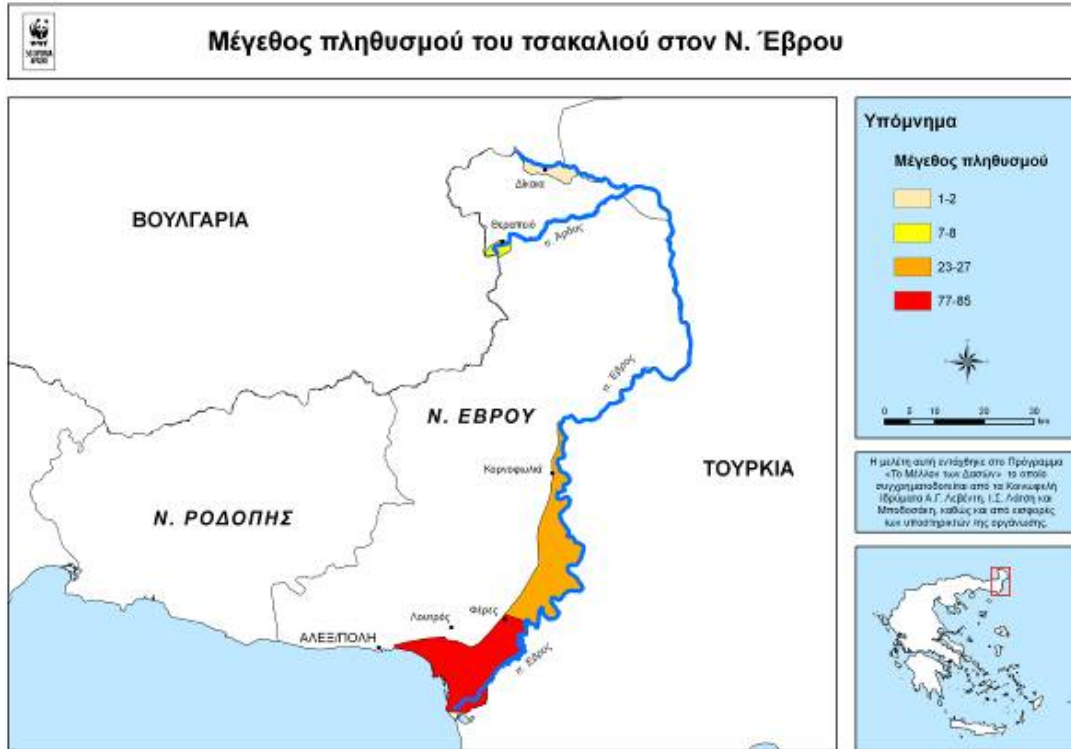 WWF
Μέγεθος πληθυσμού του τσακαλιού στον Ν. Έβρου
ΒΟΥΛΓΑΡΙΑ
Δίκαια
Θεραπειό
π. Άρδας
π. Έβρος
Ν. ΕΒΡΟΥ
Κορνοφωλιά
ΤΟΥΡΚΙΑ
Ν. ΡΟΔΟΠΗΣ
Λουτρός
Φέρες
ΑΛΕΞ/ΠΟΛΗ
π. Έβρος
Υπόμνημα
Μέγεθος πληθυσμού
1-2
7-8
23-27
77-85
0 5 10 20 30
km
Η μελέτη αυτή εντάχθηκε στο Πρόγραμμα
«Το Μέλλον των Δασών» το οποίο
συγχρηματοδοτείται από τα Κοινωφελή
Ιδρύματα Α.Γ. Λεβέντη, Ι.Σ. Λάτση και
Μποδοσάκη, καθώς και από εισφορές
των υποστηρικτών της οργάνωσης.